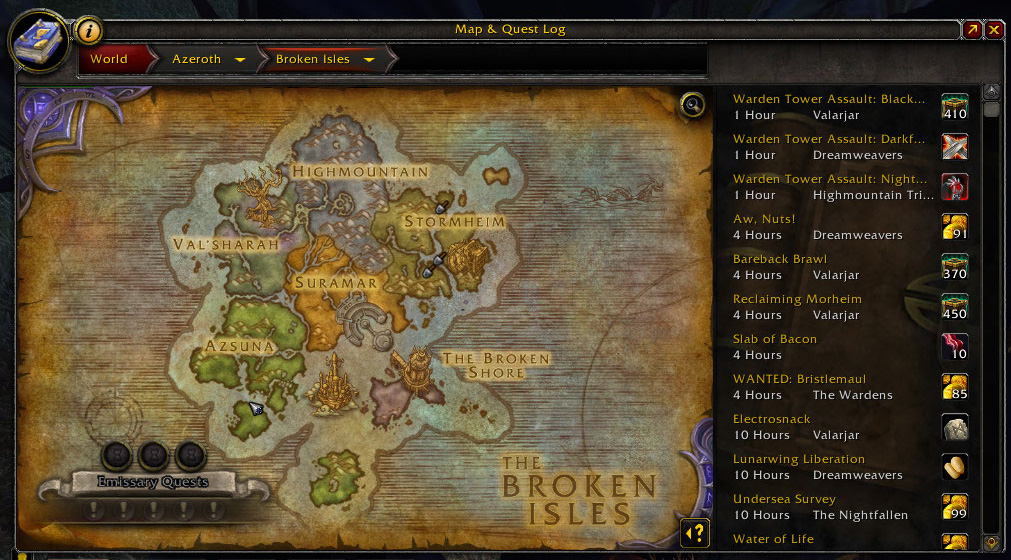 Map & Quest Log
World
Azeroth
Broken Isles
HIGHMOUNTAIN
STORMHEIM
VAL'SHARAH
SURAMAR
AZSUNA
THE BROKEN
SHORE
Emissary Quests
THE
BROKEN
ISLES
Warden Tower Assault: Black...
1 Hour Valarjar
410
Warden Tower Assault: Darkf...
1 Hour Dreamweavers
Warden Tower Assault: Night...
1 Hour Highmountain Tri...
Aw, Nuts!
4 Hours Dreamweavers
91
Bareback Brawl
4 Hours Valarjar
370
Reclaiming Morheim
4 Hours Valarjar
450
Slab of Bacon
4 Hours
10
WANTED: Bristlemaul
4 Hours The Wardens
85
Electrosnack
10 Hours Valarjar
Lunarwing Liberation
10 Hours Dreamweavers
Undersea Survey
10 Hours The Nightfallen
99
Water of Life